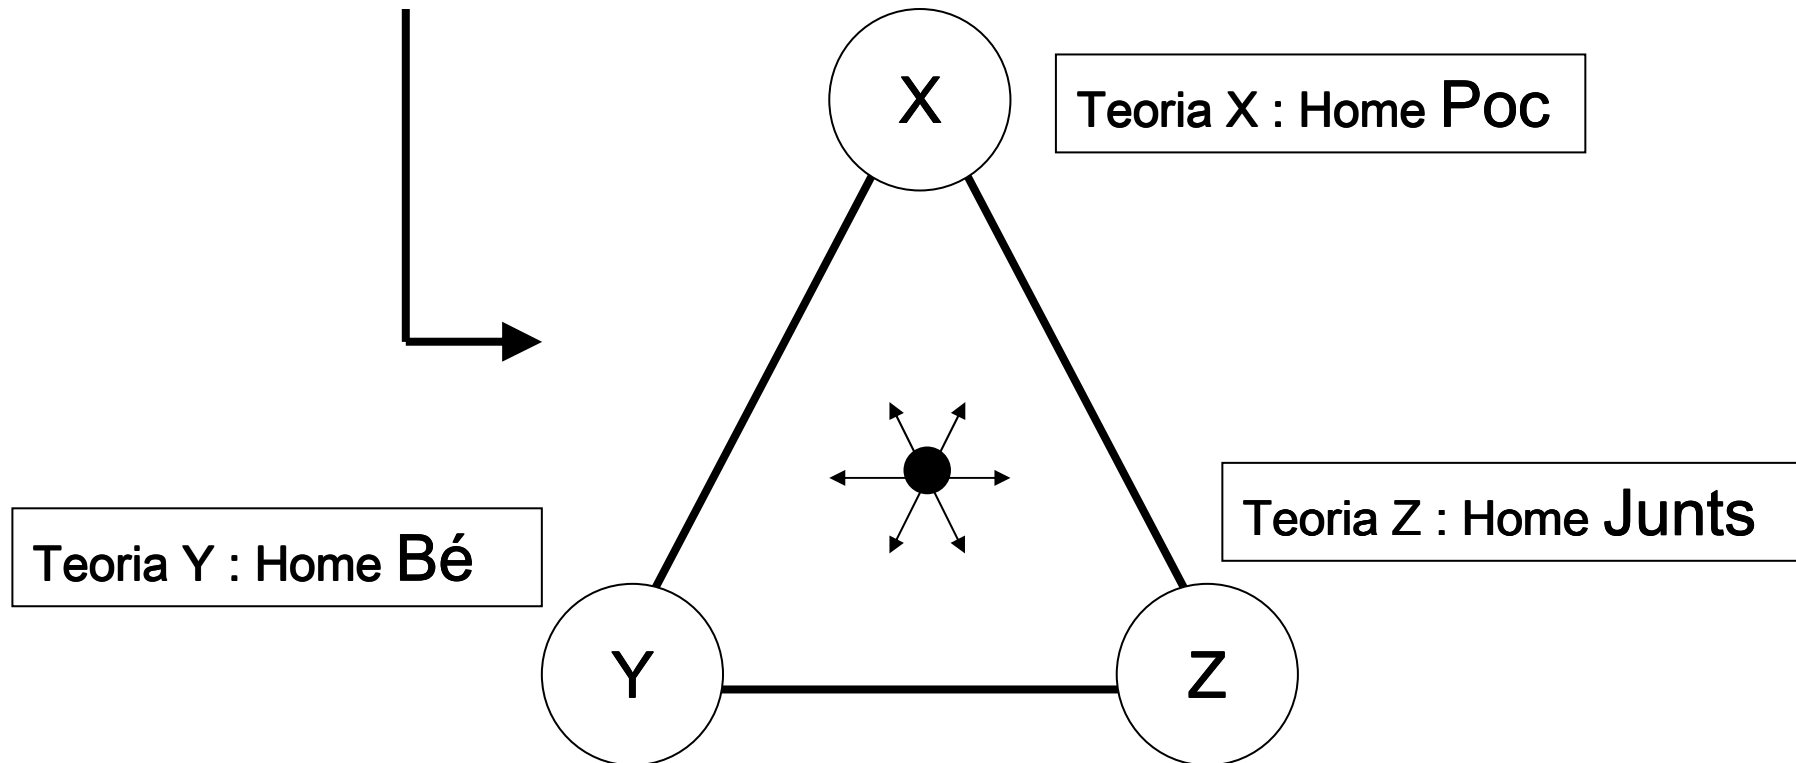 X
Teoria X : Home Poc
Teoria Z : Home Junts
Teoria Y : Home Bé
Y
Z